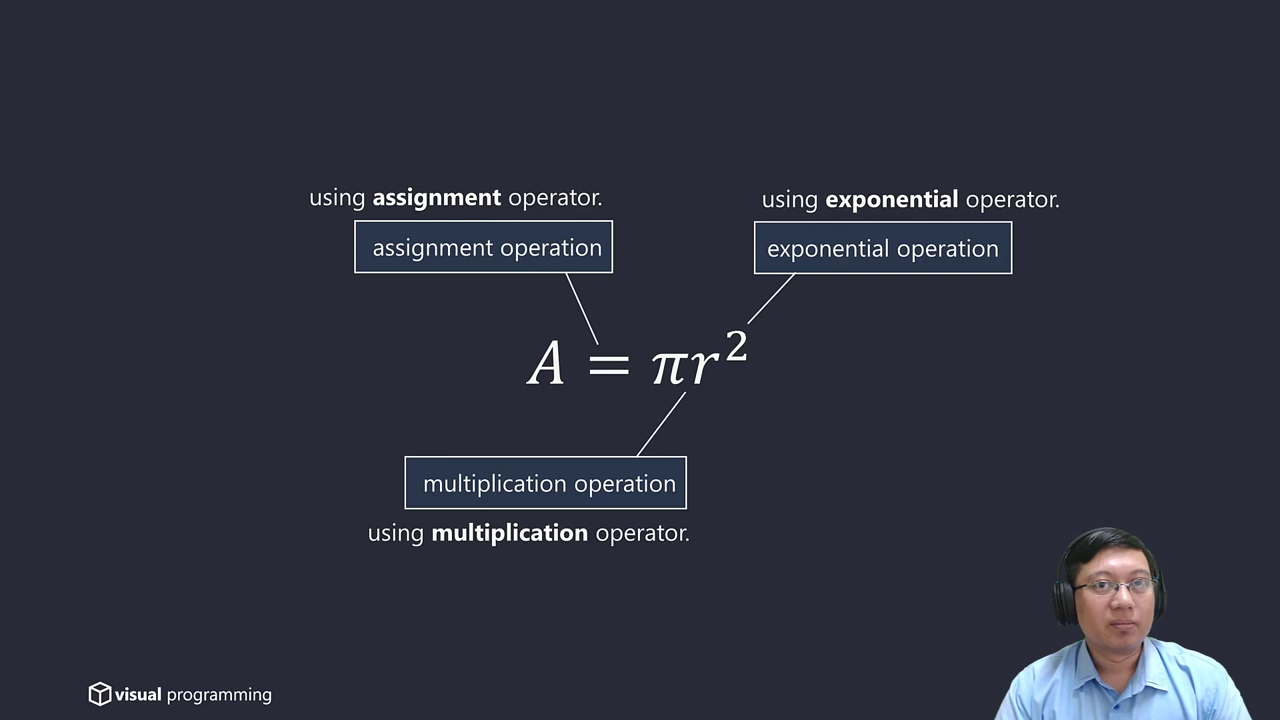 using assignment operator.
assignment operation
using exponential operator.
exponential operation
A = πr²
multiplication operation
using multiplication operator.
visual programming